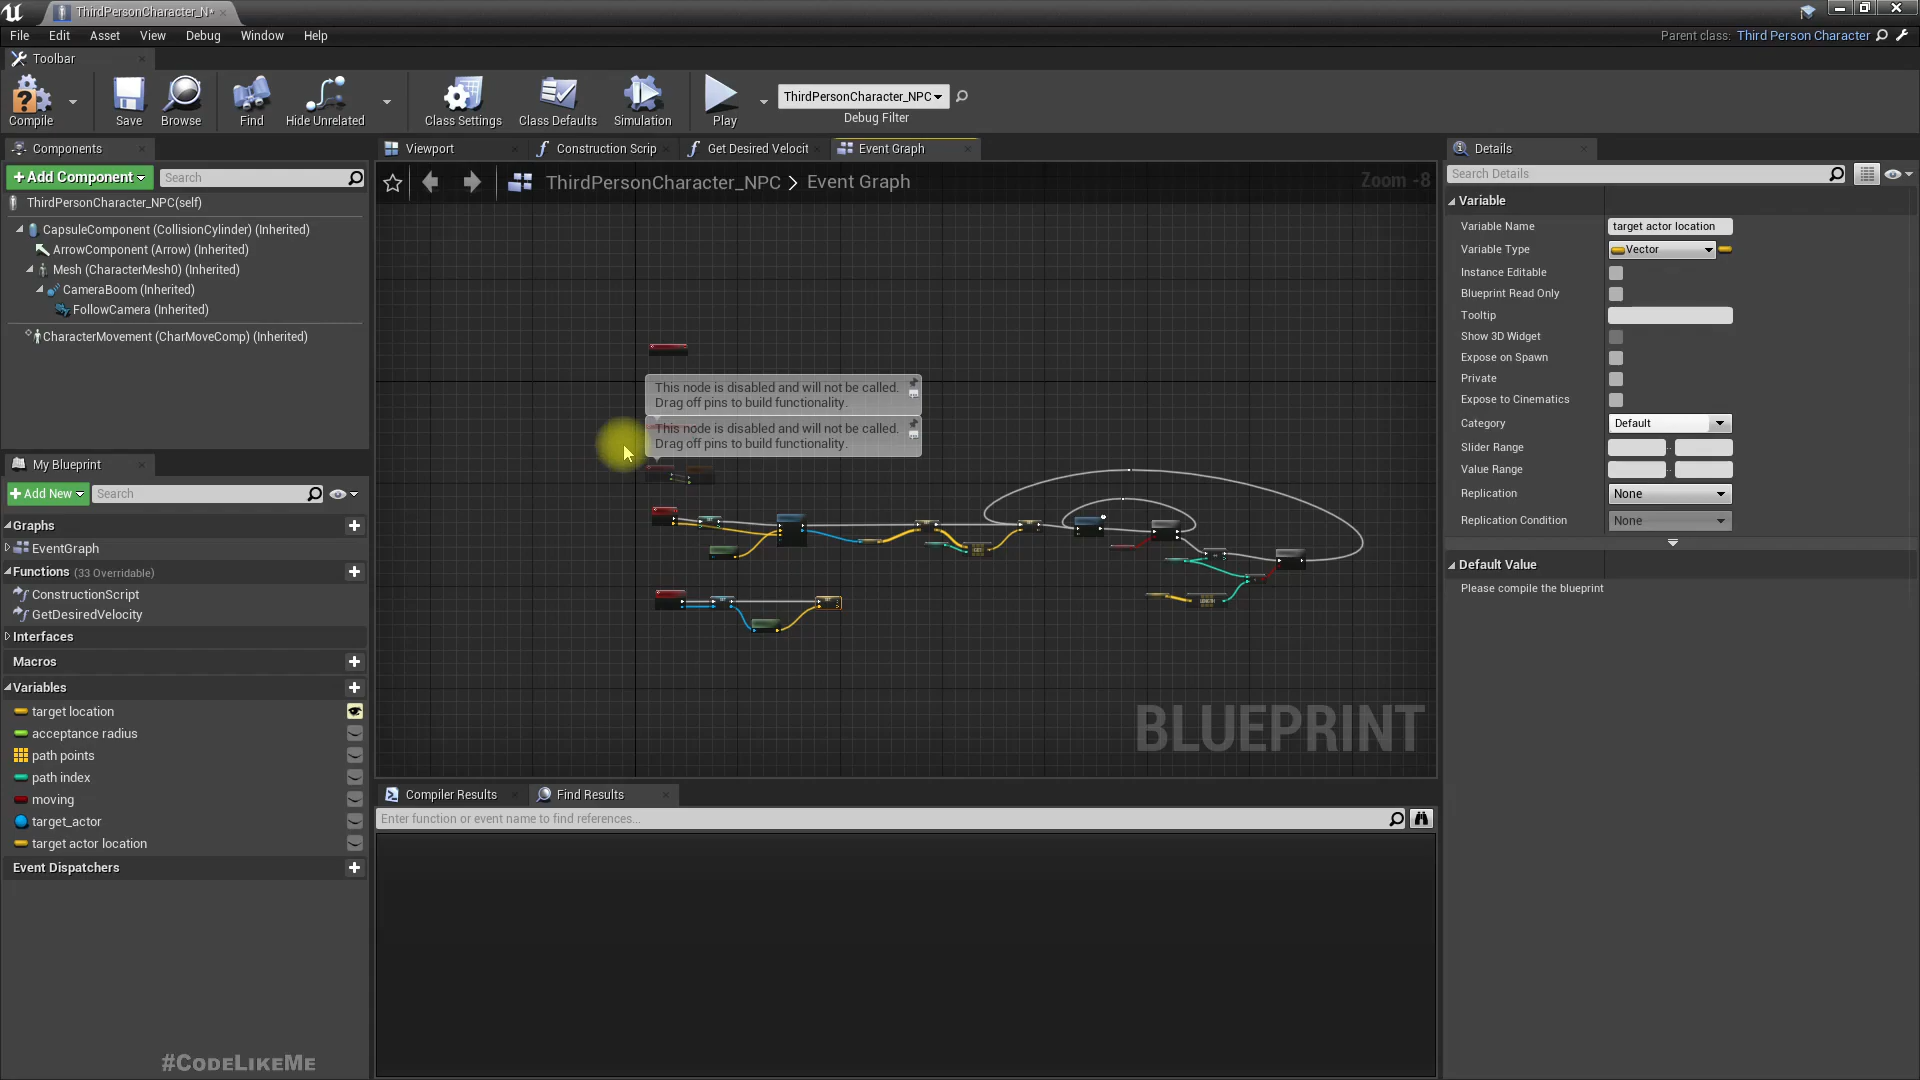 ThirdPersonCharacter_N*
File Edit Asset View Debug Window Help
Parent class: Third Person Character
Toolbar
Compile Save Browse Find Hide Unrelated Class Settings Class Defaults Simulation Play
ThirdPersonCharacter_NPC
Debug Filter
Components
+Add Component
Search
ThirdPersonCharacter_NPC(self)
CapsuleComponent (CollisionCylinder) (Inherited)
ArrowComponent (Arrow) (Inherited)
Mesh (CharacterMesh0) (Inherited)
CameraBoom (Inherited)
FollowCamera (Inherited)
CharacterMovement (CharMoveComp) (Inherited)
My Blueprint
+Add New
Search
Graphs
EventGraph
Functions (33 Overridable)
ConstructionScript
GetDesiredVelocity
Interfaces
Macros
Variables
target location
acceptance radius
path points
path index
moving
target_actor
target actor location
Event Dispatchers
#CodeLikeMe
Viewport
Construction Scrip
Get Desired Velocit
Event Graph
ThirdPersonCharacter_NPC > Event Graph
Zoom -8
This node is disabled and will not be called.
Drag off pins to build functionality.
This node is disabled and will not be called.
Drag off pins to build functionality.
BLUEPRINT
Compiler Results
Find Results
Enter function or event name to find references...
Details
Search Details
Variable
Variable Name target actor location
Variable Type Vector
Instance Editable
Blueprint Read Only
Tooltip
Show 3D Widget
Expose on Spawn
Private
Expose to Cinematics
Category Default
Slider Range
Value Range
Replication None
Replication Condition None
Default Value
Please compile the blueprint